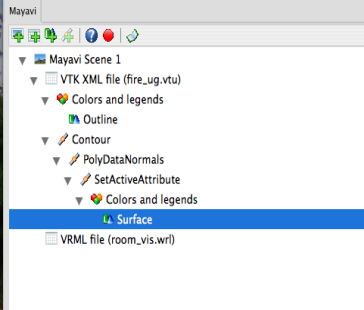 Mayavi
Mayavi Scene 1
VTK XML file (fire_ug.vtu)
Colors and legends
Outline
Contour
PolyDataNormals
SetActiveAttribute
Colors and legends
Surface
VRML file (room_vis.wrl)